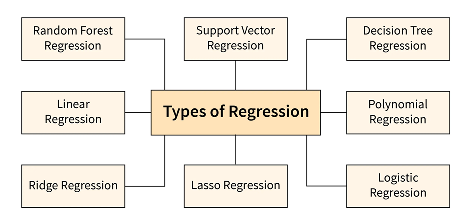 Random Forest
Regression
Support Vector
Regression
Decision Tree
Regression
Linear
Regression
Types of Regression
Polynomial
Regression
Ridge Regression
Lasso Regression
Logistic
Regression